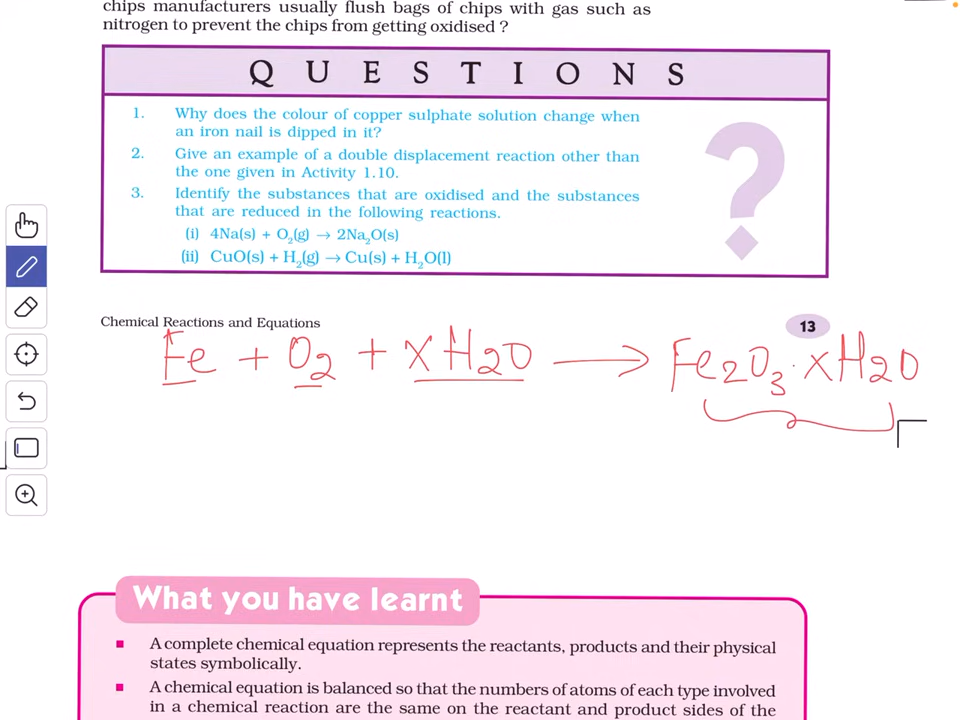 chips manufacturers usually flush bags of chips with gas such as
nitrogen to prevent the chips from getting oxidised ?
QUESTIONS
1. Why does the colour of copper sulphate solution change when
an iron nail is dipped in it?
2. Give an example of a double displacement reaction other than
the one given in Activity 1.10.
3. Identify the substances that are oxidised and the substances
that are reduced in the following reactions.
(i) 4Na(s) + O₂(g) → 2Na₂O(s)
(ii) CuO(s) + H₂(g) → Cu(s) + H₂O(l)
?
Chemical Reactions and Equations
13
Fe + O₂ + xH₂O → Fe₂O₃·xH₂O
What you have learnt
■ A complete chemical equation represents the reactants, products and their physical
states symbolically.
■ A chemical equation is balanced so that the numbers of atoms of each type involved
in a chemical reaction are the same on the reactant and product sides of the